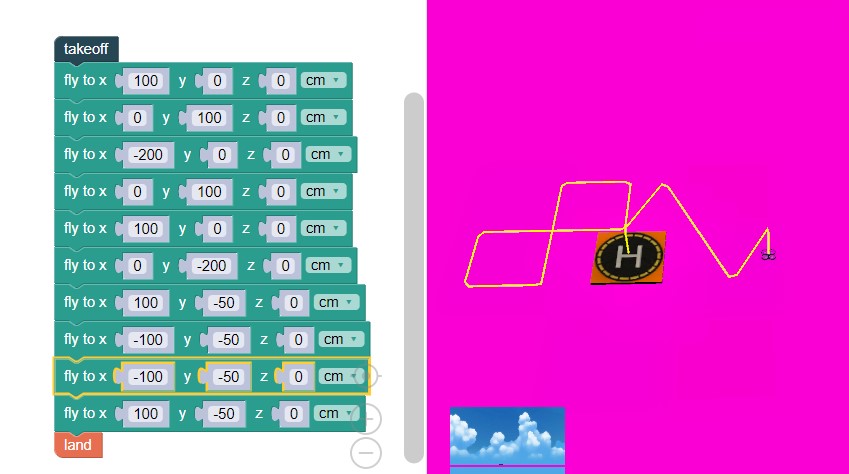 takeoff
fly to x 100 y 0 z 0 cm
fly to x 0 y 100 z 0 cm
fly to x -200 y 0 z 0 cm
fly to x 0 y 100 z 0 cm
fly to x 100 y 0 z 0 cm
fly to x 0 y -200 z 0 cm
fly to x 100 y -50 z 0 cm
fly to x -100 y -50 z 0 cm
fly to x -100 y -50 z 0 cm
fly to x 100 y -50 z 0 cm
land
H